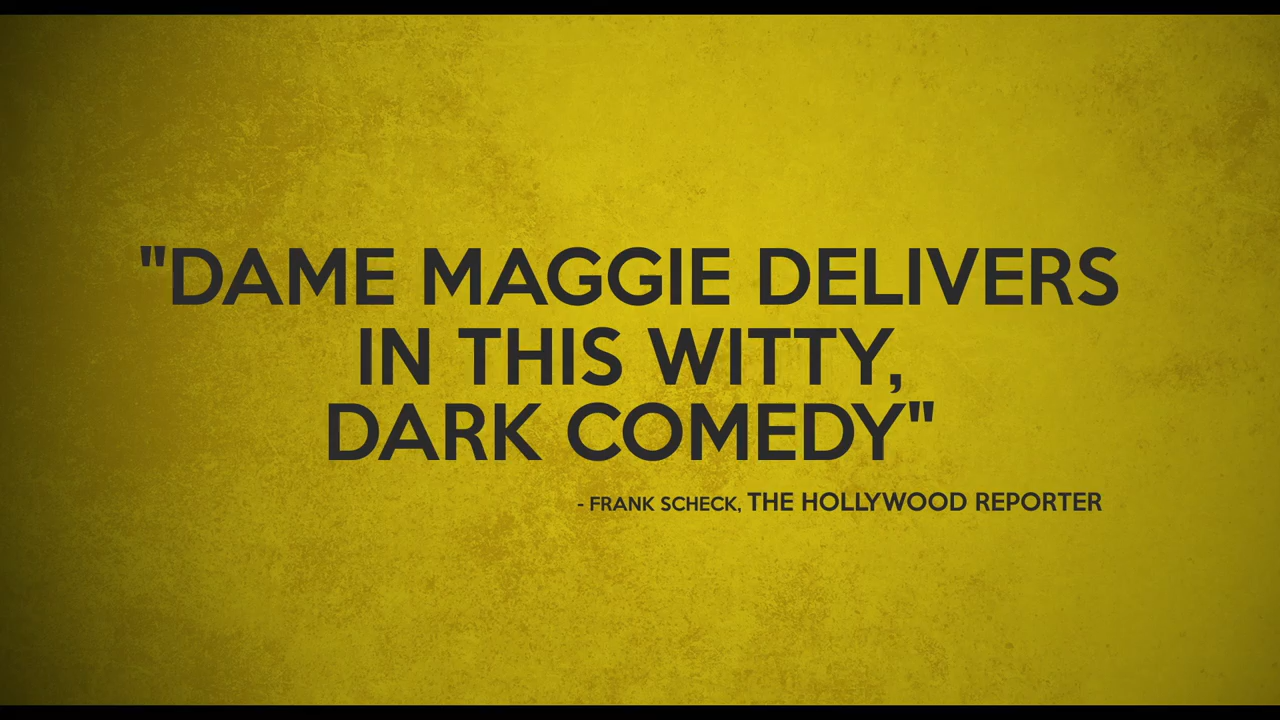 "DAME MAGGIE DELIVERS
IN THIS WITTY,
DARK COMEDY"
- FRANK SCHECK, THE HOLLYWOOD REPORTER